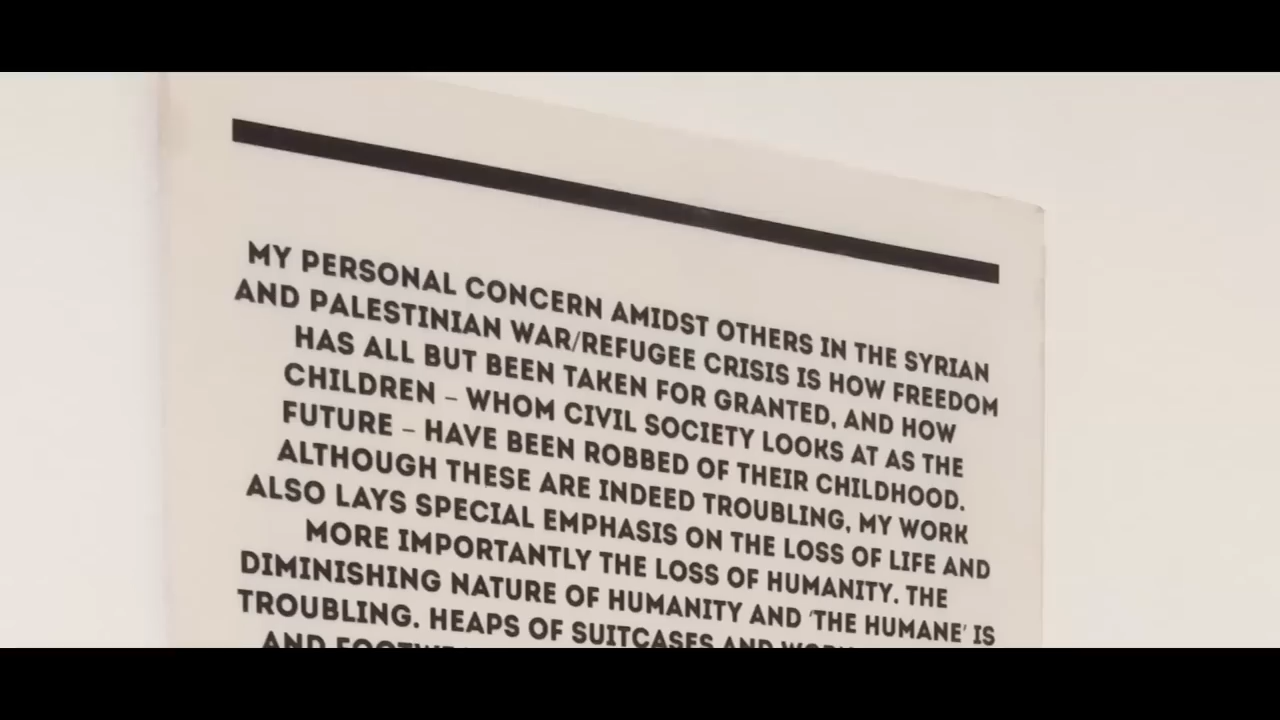 MY PERSONAL CONCERN AMIDST OTHERS IN THE SYRIAN
AND PALESTINIAN WAR/REFUGEE CRISIS IS HOW FREEDOM
HAS ALL BUT BEEN TAKEN FOR GRANTED, AND HOW
CHILDREN – WHOM CIVIL SOCIETY LOOKS AT AS THE
FUTURE – HAVE BEEN ROBBED OF THEIR CHILDHOOD.
ALTHOUGH THESE ARE INDEED TROUBLING, MY WORK
ALSO LAYS SPECIAL EMPHASIS ON THE LOSS OF LIFE AND
MORE IMPORTANTLY THE LOSS OF HUMANITY. THE
DIMINISHING NATURE OF HUMANITY AND 'THE HUMANE' IS
TROUBLING. HEAPS OF SUITCASES AND
AND